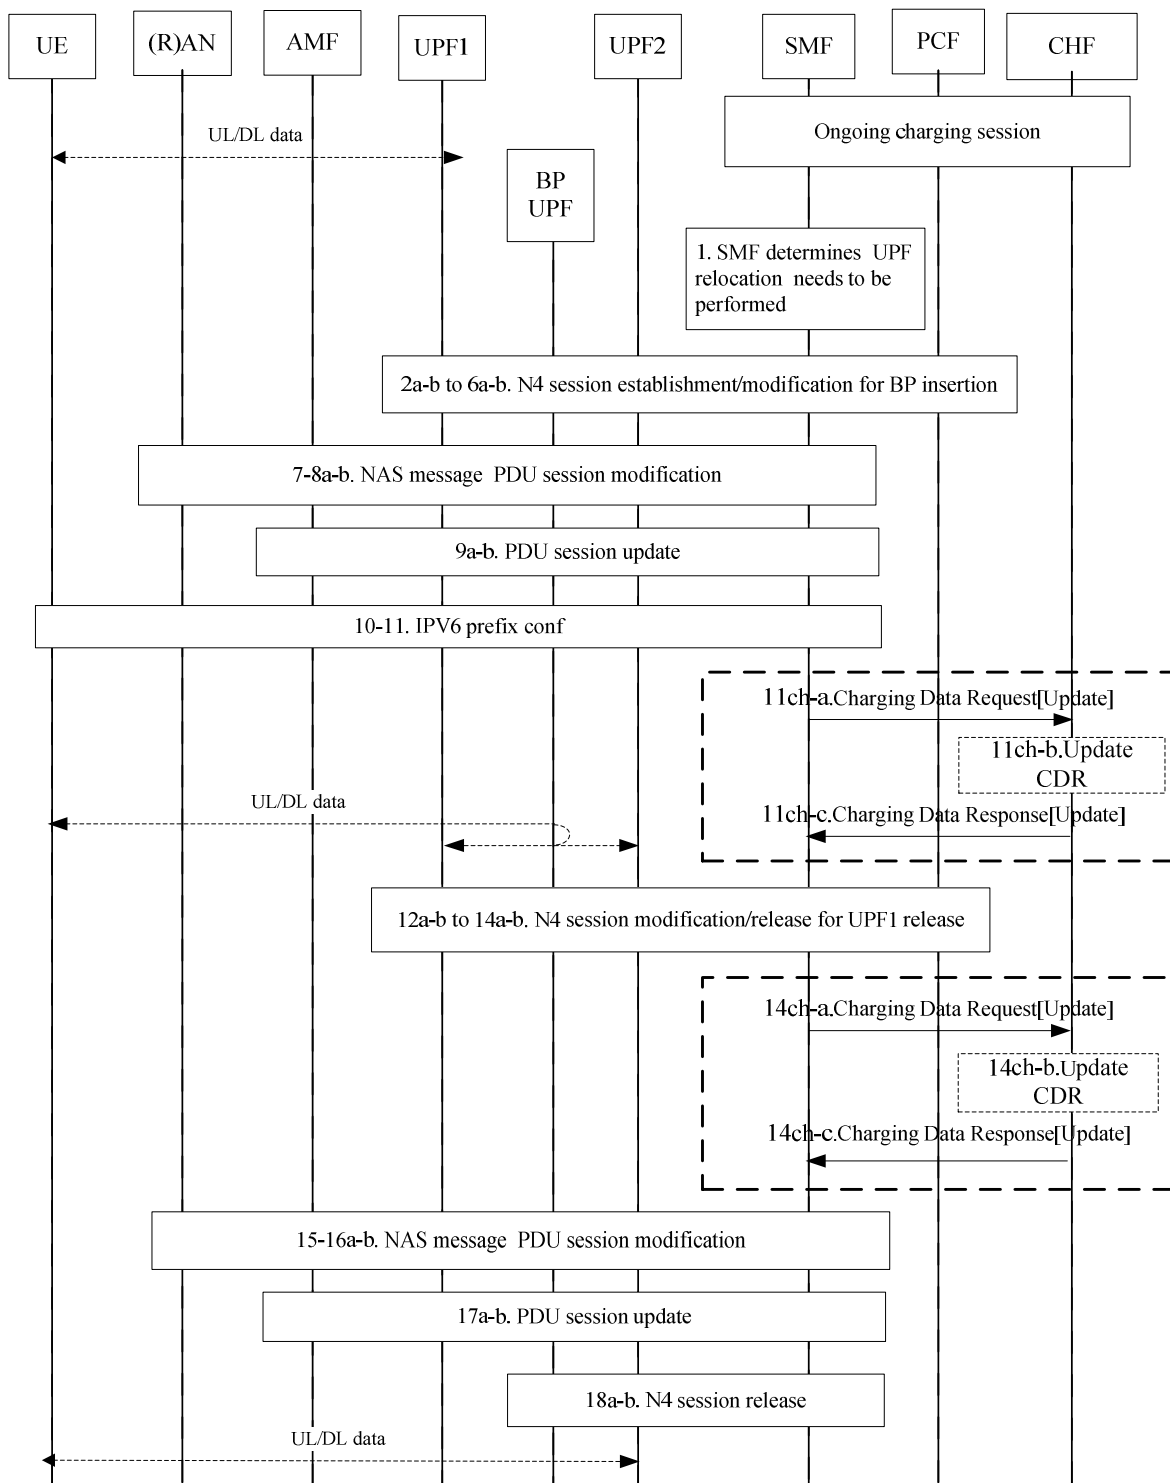 UE
(R)AN
AMF
UPF1
UPF2
SMF
PCF
CHF
UL/DL data
Ongoing charging session
BP
UPF
1. SMF determines UPF
relocation needs to be
performed
2a-b to 6a-b. N4 session establishment/modification for BP insertion
7-8a-b. NAS message PDU session modification
9a-b. PDU session update
10-11. IPV6 prefix conf
11ch-a.Charging Data Request[Update]
11ch-b.Update
CDR
UL/DL data
11ch-c.Charging Data Response[Update]
12a-b to 14a-b. N4 session modification/release for UPF1 release
14ch-a.Charging Data Request[Update]
14ch-b.Update
CDR
14ch-c.Charging Data Response[Update]
15-16a-b. NAS message PDU session modification
17a-b. PDU session update
18a-b. N4 session release
UL/DL data